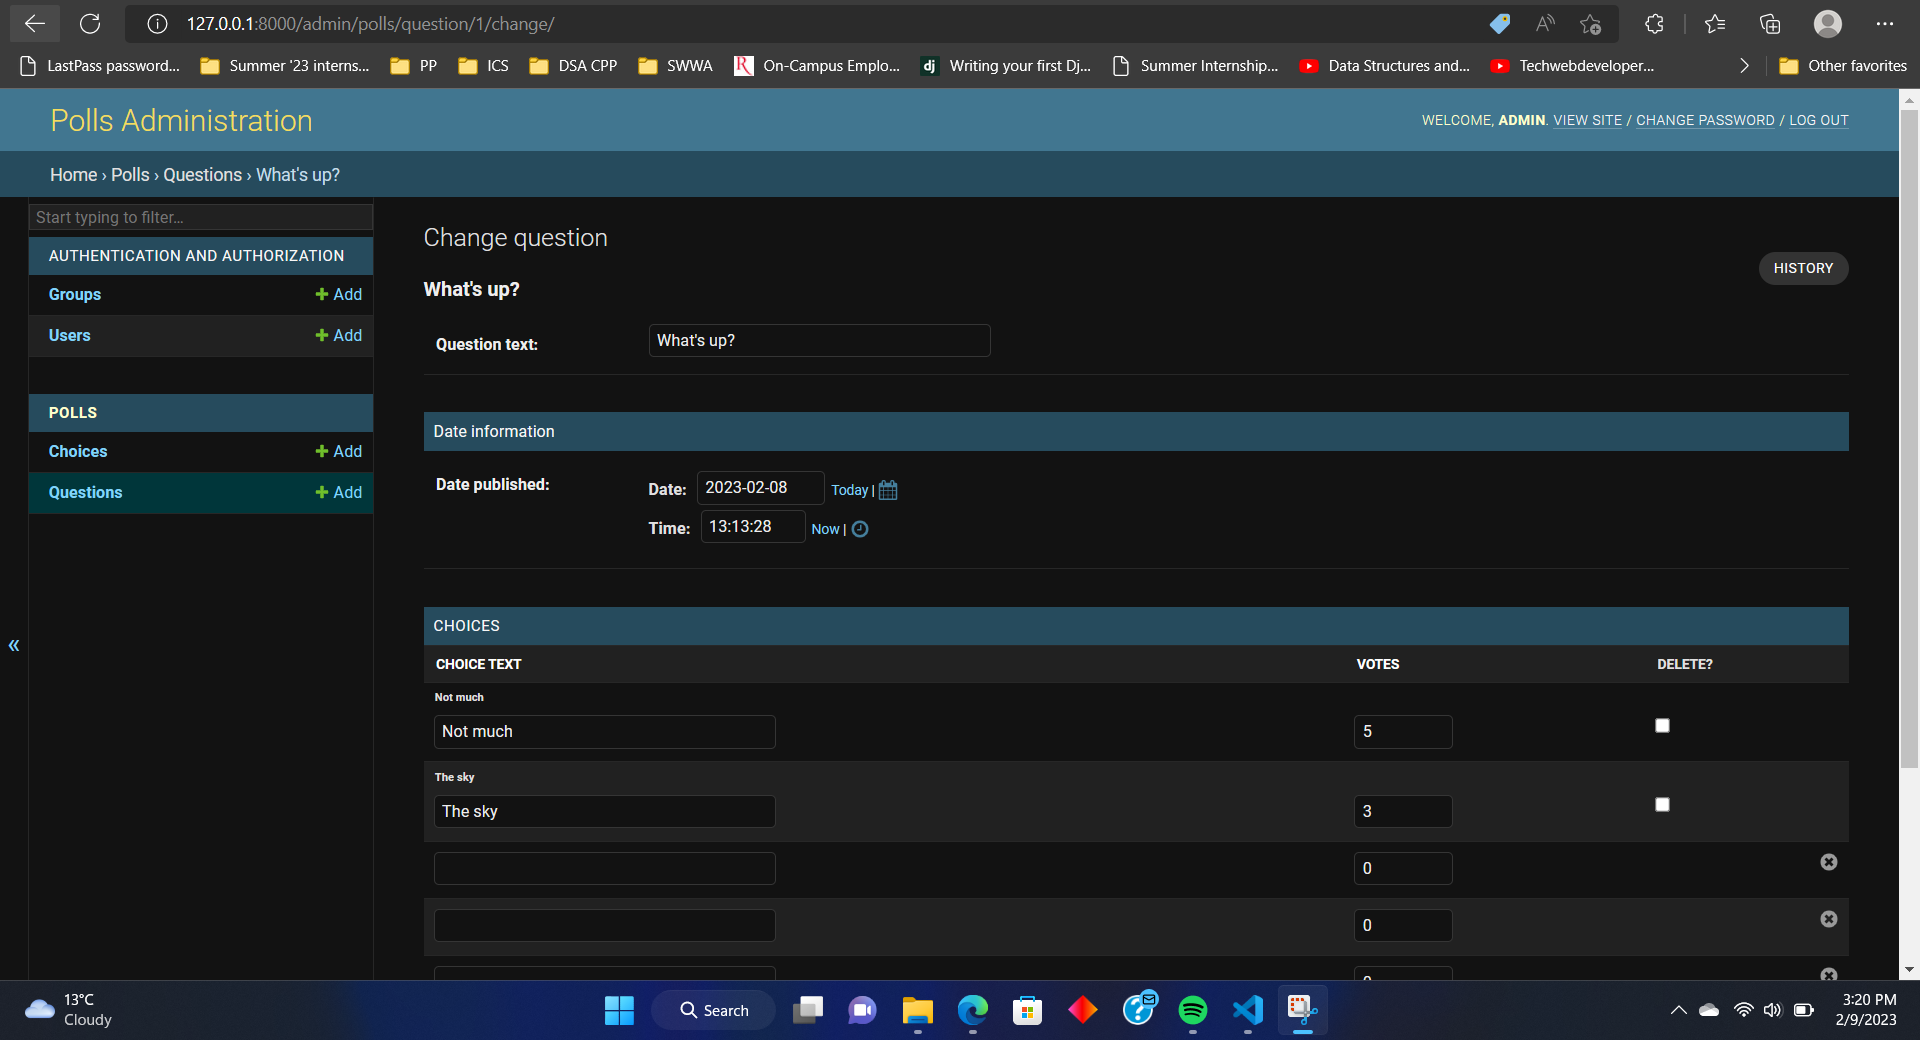 127.0.0.1:8000/admin/polls/question/1/change/
LastPass password... Summer '23 interns... PP ICS DSA CPP SWWA On-Campus Emplo... dj Writing your first Dj... Summer Internship... Data Structures and... Techwebdeveloper... Other favorites
Polls Administration
WELCOME, ADMIN. VIEW SITE / CHANGE PASSWORD / LOG OUT
Home › Polls › Questions › What's up?
Start typing to filter...
AUTHENTICATION AND AUTHORIZATION
Groups Add
Users Add
POLLS
Choices Add
Questions Add
«
Change question
HISTORY
What's up?
Question text: What's up?
Date information
Date published: Date: 2023-02-08 Today |
Time: 13:13:28 Now |
CHOICES
CHOICE TEXT VOTES DELETE?
Not much
Not much 5
The sky
The sky 3
0
0
13°C
Cloudy
Search
3:20 PM
2/9/2023